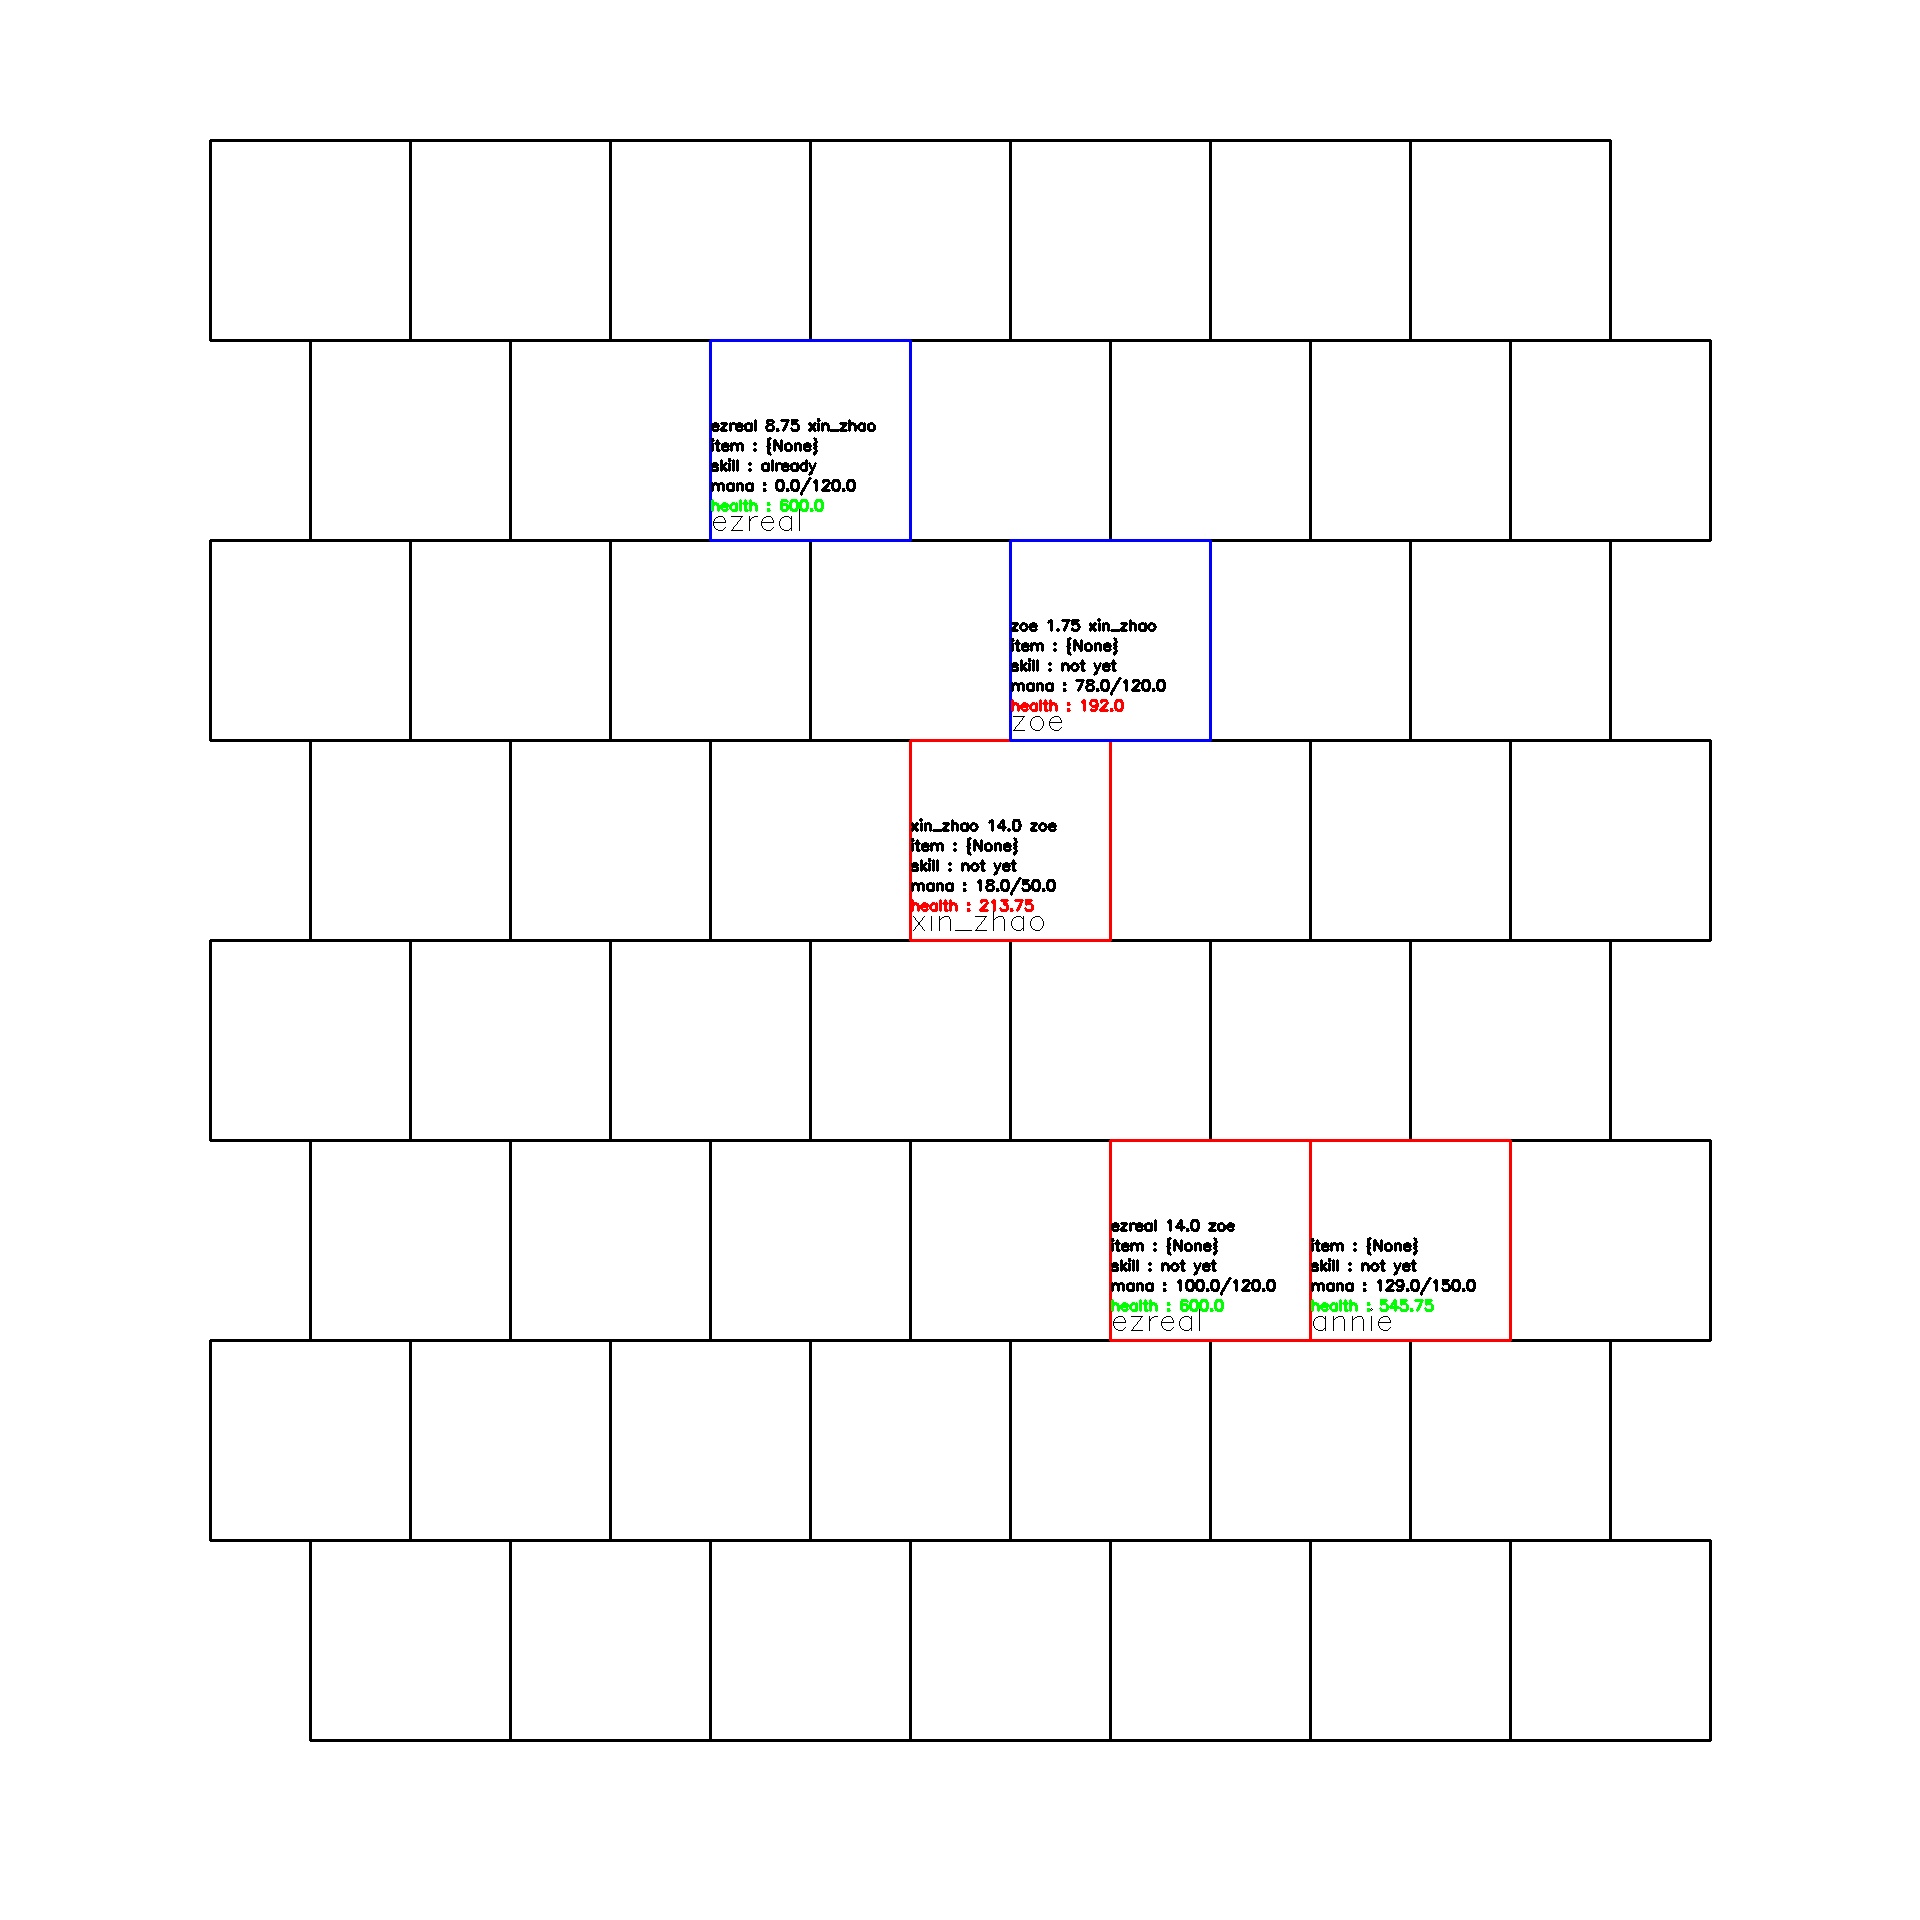 ezreal 8.75 xin_zhao
item : {None}
skill : already
mana : 0.0/120.0
health : 600.0
ezreal
zoe 1.75 xin_zhao
item : {None}
skill : not yet
mana : 78.0/120.0
health : 192.0
zoe
xin_zhao 14.0 zoe
item : {None}
skill : not yet
mana : 18.0/50.0
health : 213.75
xin_zhao
ezreal 14.0 zoe
item : {None}
skill : not yet
mana : 100.0/120.0
health : 600.0
ezreal
item : {None}
skill : not yet
mana : 129.0/150.0
health : 545.75
annie